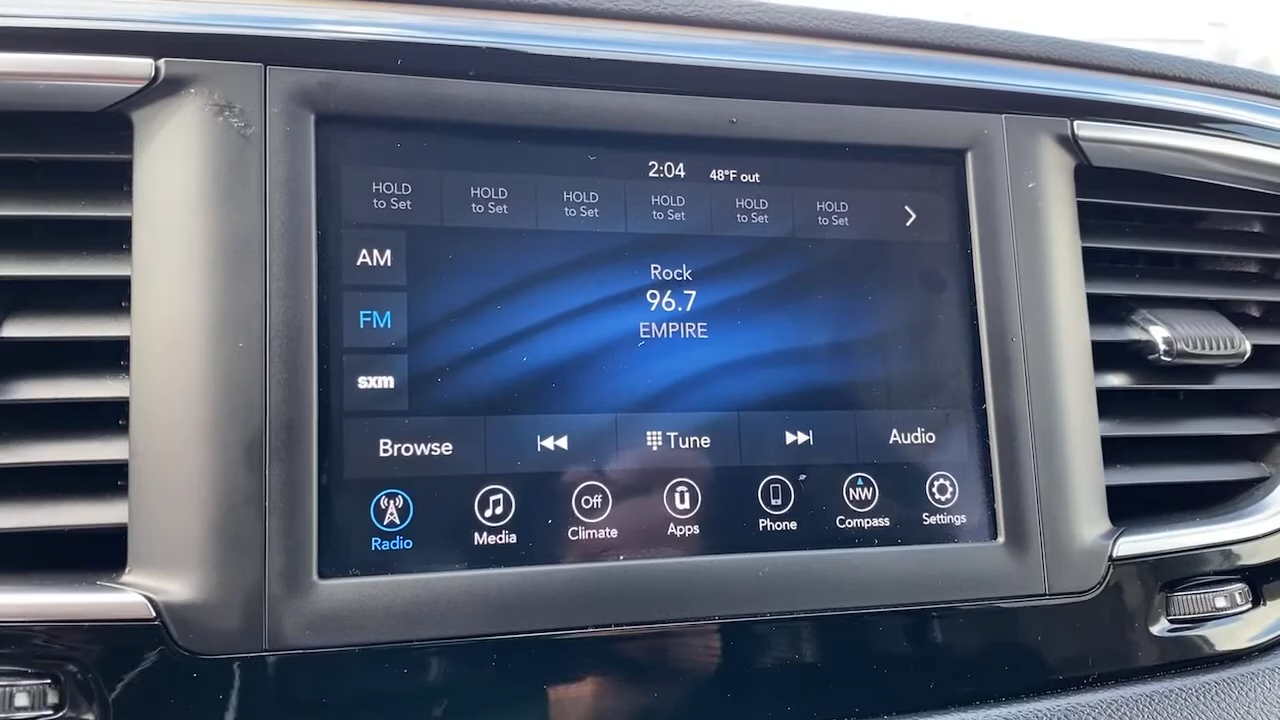 2:04 48°F out
HOLD to Set
HOLD to Set
HOLD to Set
HOLD to Set
HOLD to Set
HOLD to Set
AM
FM
sxm
Rock
96.7
EMPIRE
Browse
Tune
Audio
Off
NW
Radio
Media
Climate
Apps
Phone
Compass
Settings